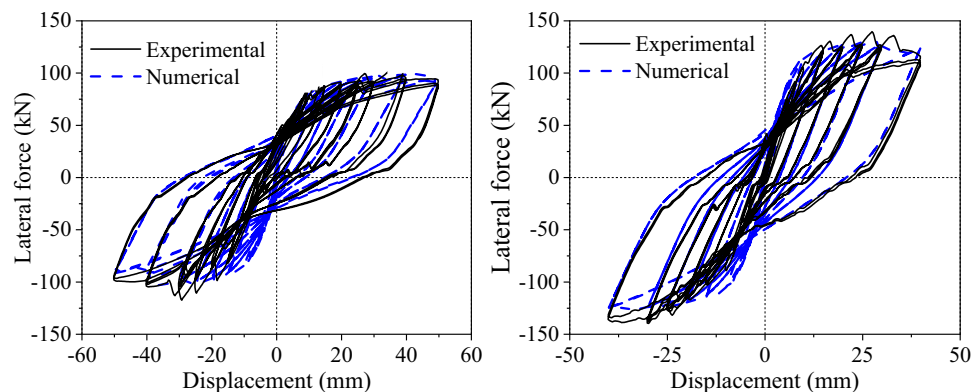 150
100
50
0
-50
-100
-150
-60 -40 -20 0 20 40 60
Lateral force (kN)
Displacement (mm)
Experimental
Numerical
150
100
50
0
-50
-100
-150
-50 -25 0 25 50
Lateral force (kN)
Displacement (mm)
Experimental
Numerical